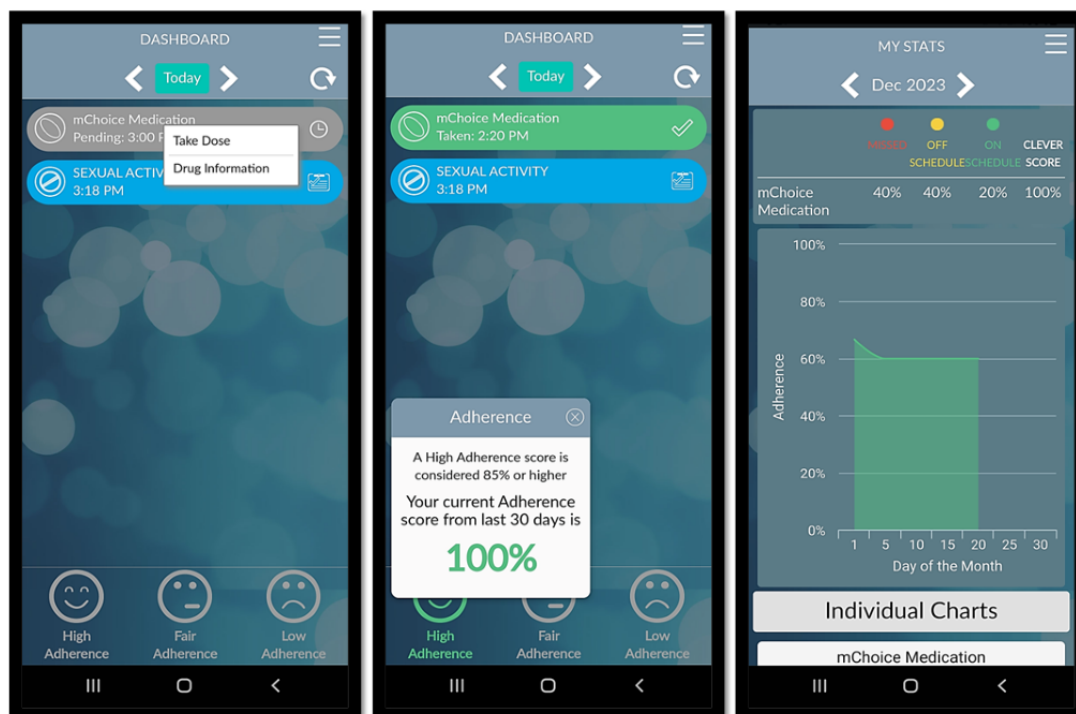 DASHBOARD
Today
mChoice Medication
Pending: 3:00 P
Take Dose
Drug Information
SEXUAL ACTIV
3:18 PM
High
Adherence
Fair
Adherence
Low
Adherence
DASHBOARD
Today
mChoice Medication
Taken: 2:20 PM
SEXUAL ACTIVITY
3:18 PM
Adherence
A High Adherence score is
considered 85% or higher
Your current Adherence
score from last 30 days is
100%
High
Adherence
Fair
Adherence
Low
Adherence
MY STATS
Dec 2023
MISSED
OFF
SCHEDULE
ON
SCHEDULE
CLEVER
SCORE
mChoice
Medication
40% 40% 20% 100%
100%
80%
60%
40%
20%
0%
Adherence
1 5 10 15 20 25 30
Day of the Month
Individual Charts
mChoice Medication